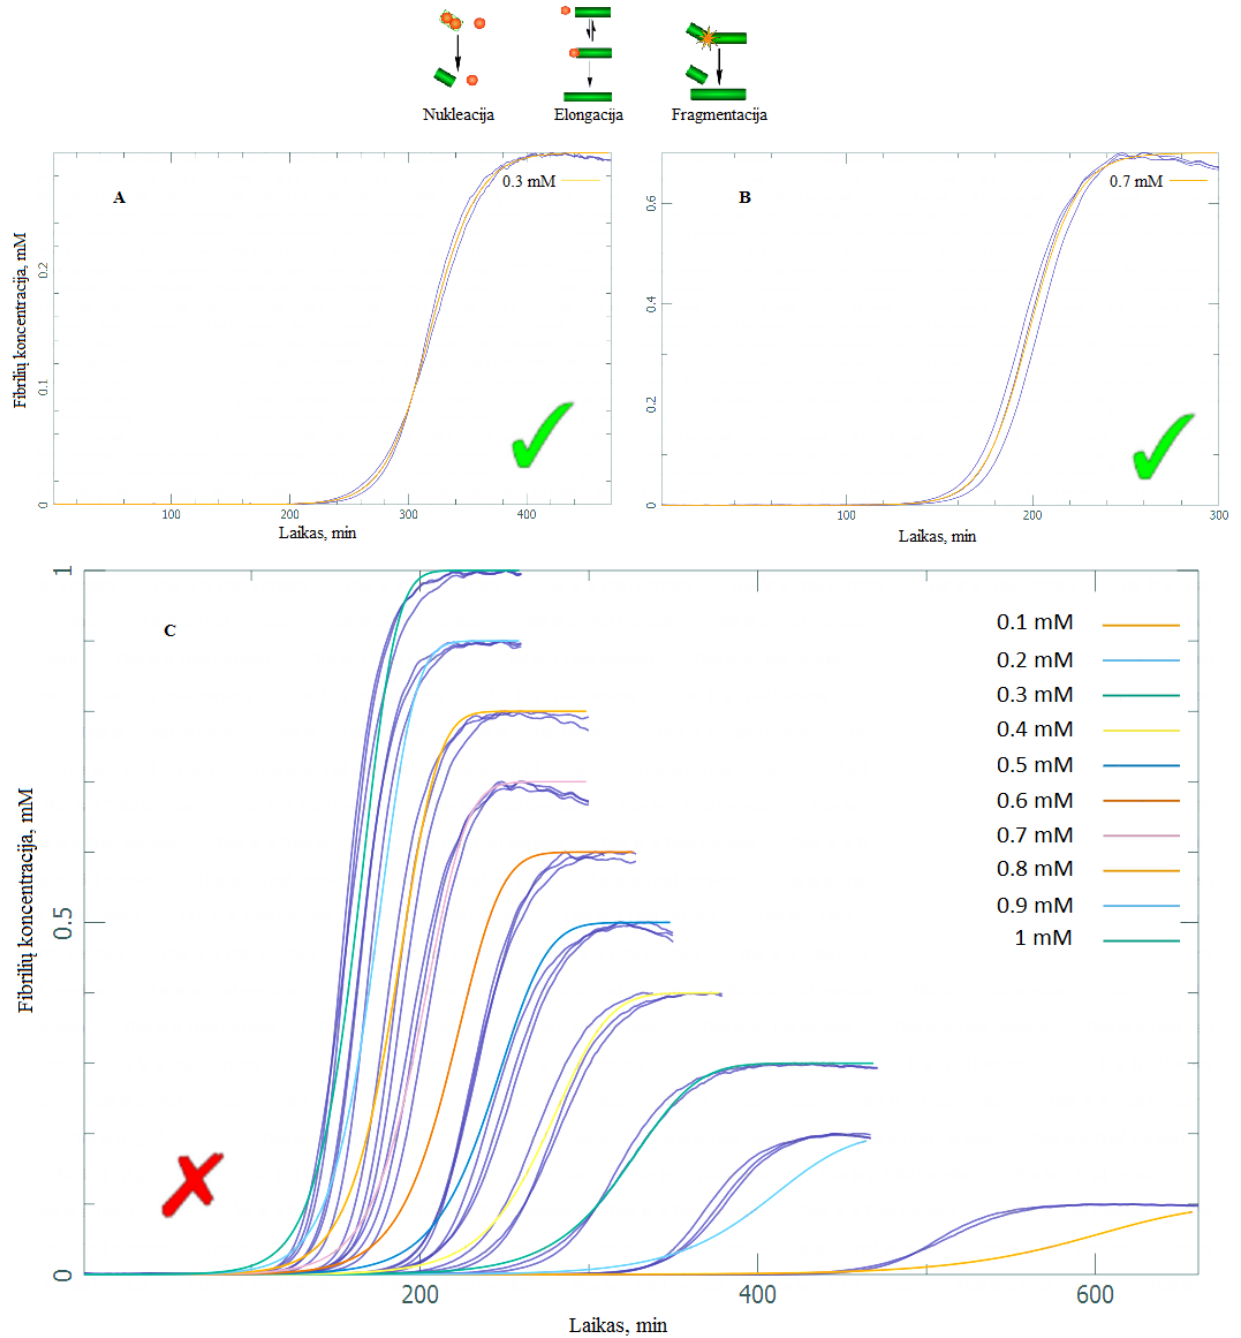 Nukleacija Elongacija Fragmentacija
A
0.3 mM
Fibrilių koncentracija, mM
0.2
0.1
0
100 200 300 400
Laikas, min
B
0.7 mM
0.6
0.4
0.2
0
100 200 300
Laikas, min
C
Fibrilių koncentracija, mM
1
0.5
0
0.1 mM
0.2 mM
0.3 mM
0.4 mM
0.5 mM
0.6 mM
0.7 mM
0.8 mM
0.9 mM
1 mM
200 400 600
Laikas, min